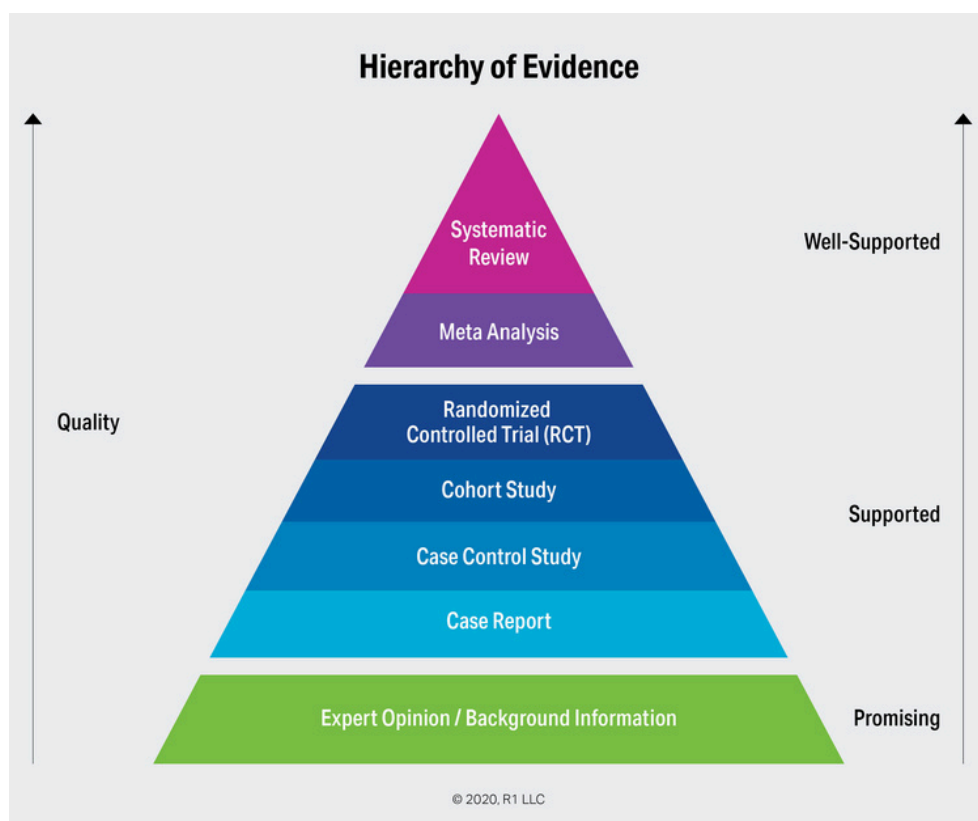 Hierarchy of Evidence
Systematic
Review
Well-Supported
Meta Analysis
Quality
Randomized
Controlled Trial (RCT)
Cohort Study
Supported
Case Control Study
Case Report
Expert Opinion / Background Information
Promising
© 2020, R1 LLC